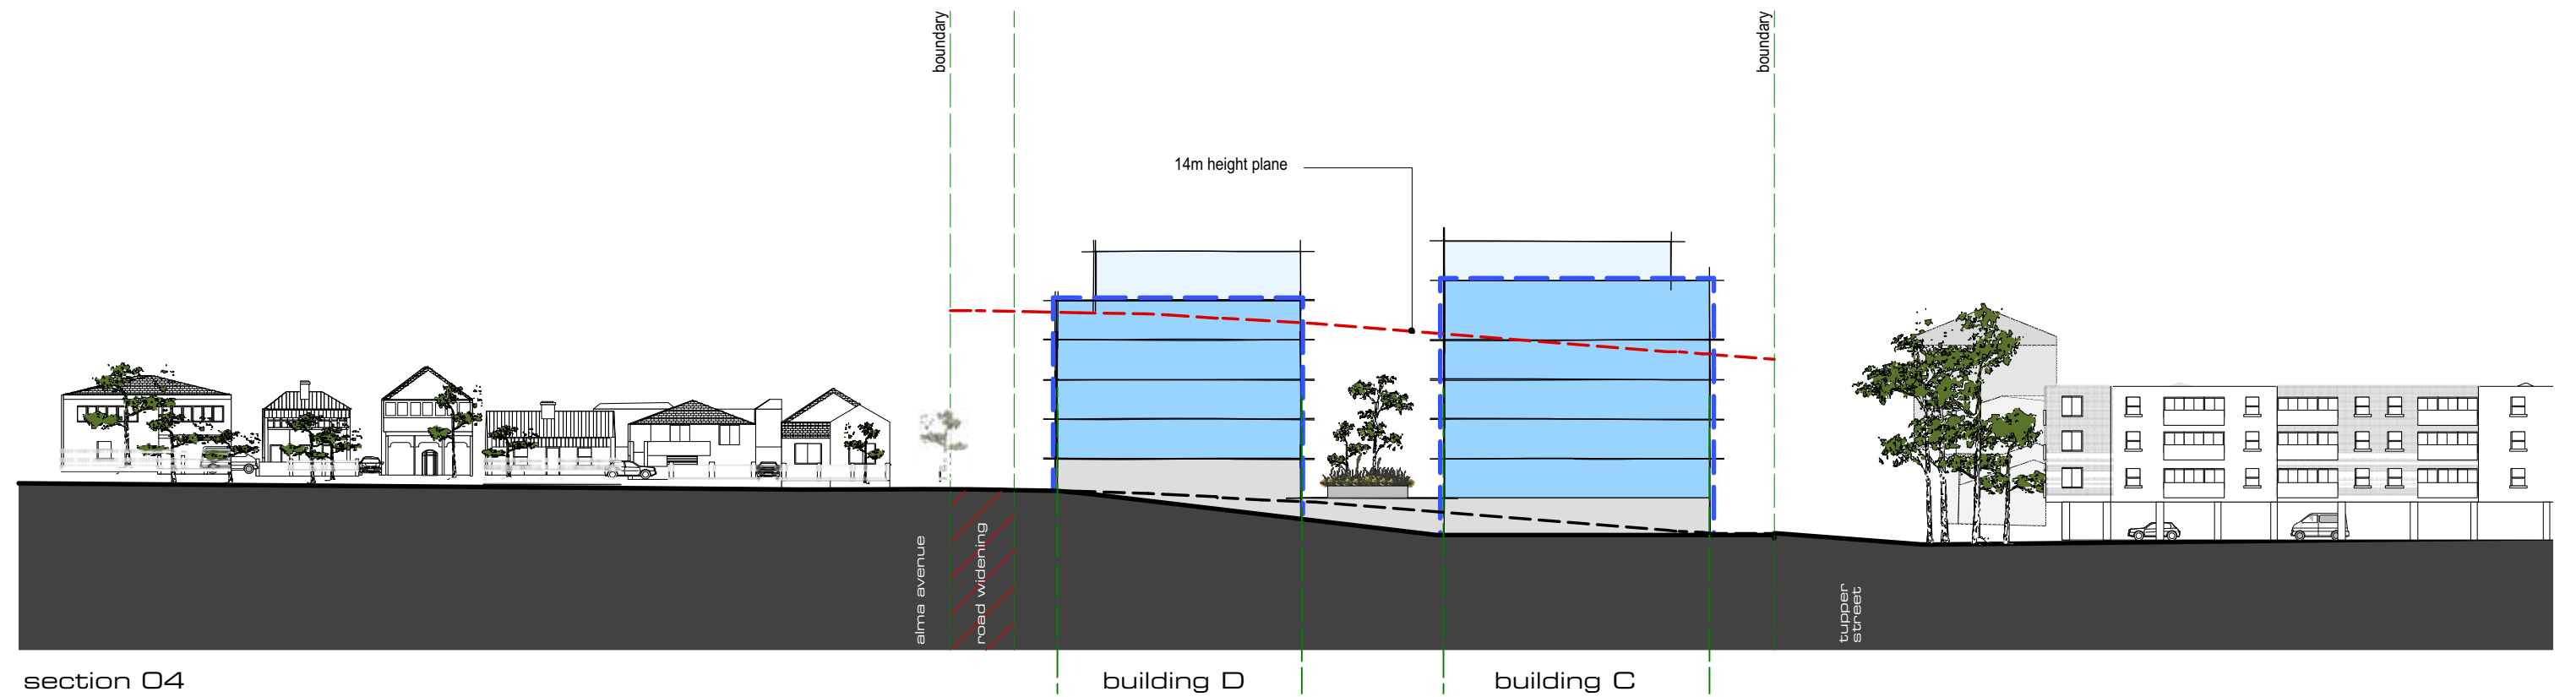 boundary
boundary
14m height plane
alma avenue
road widening
tupper
street
building D
building C
section 04